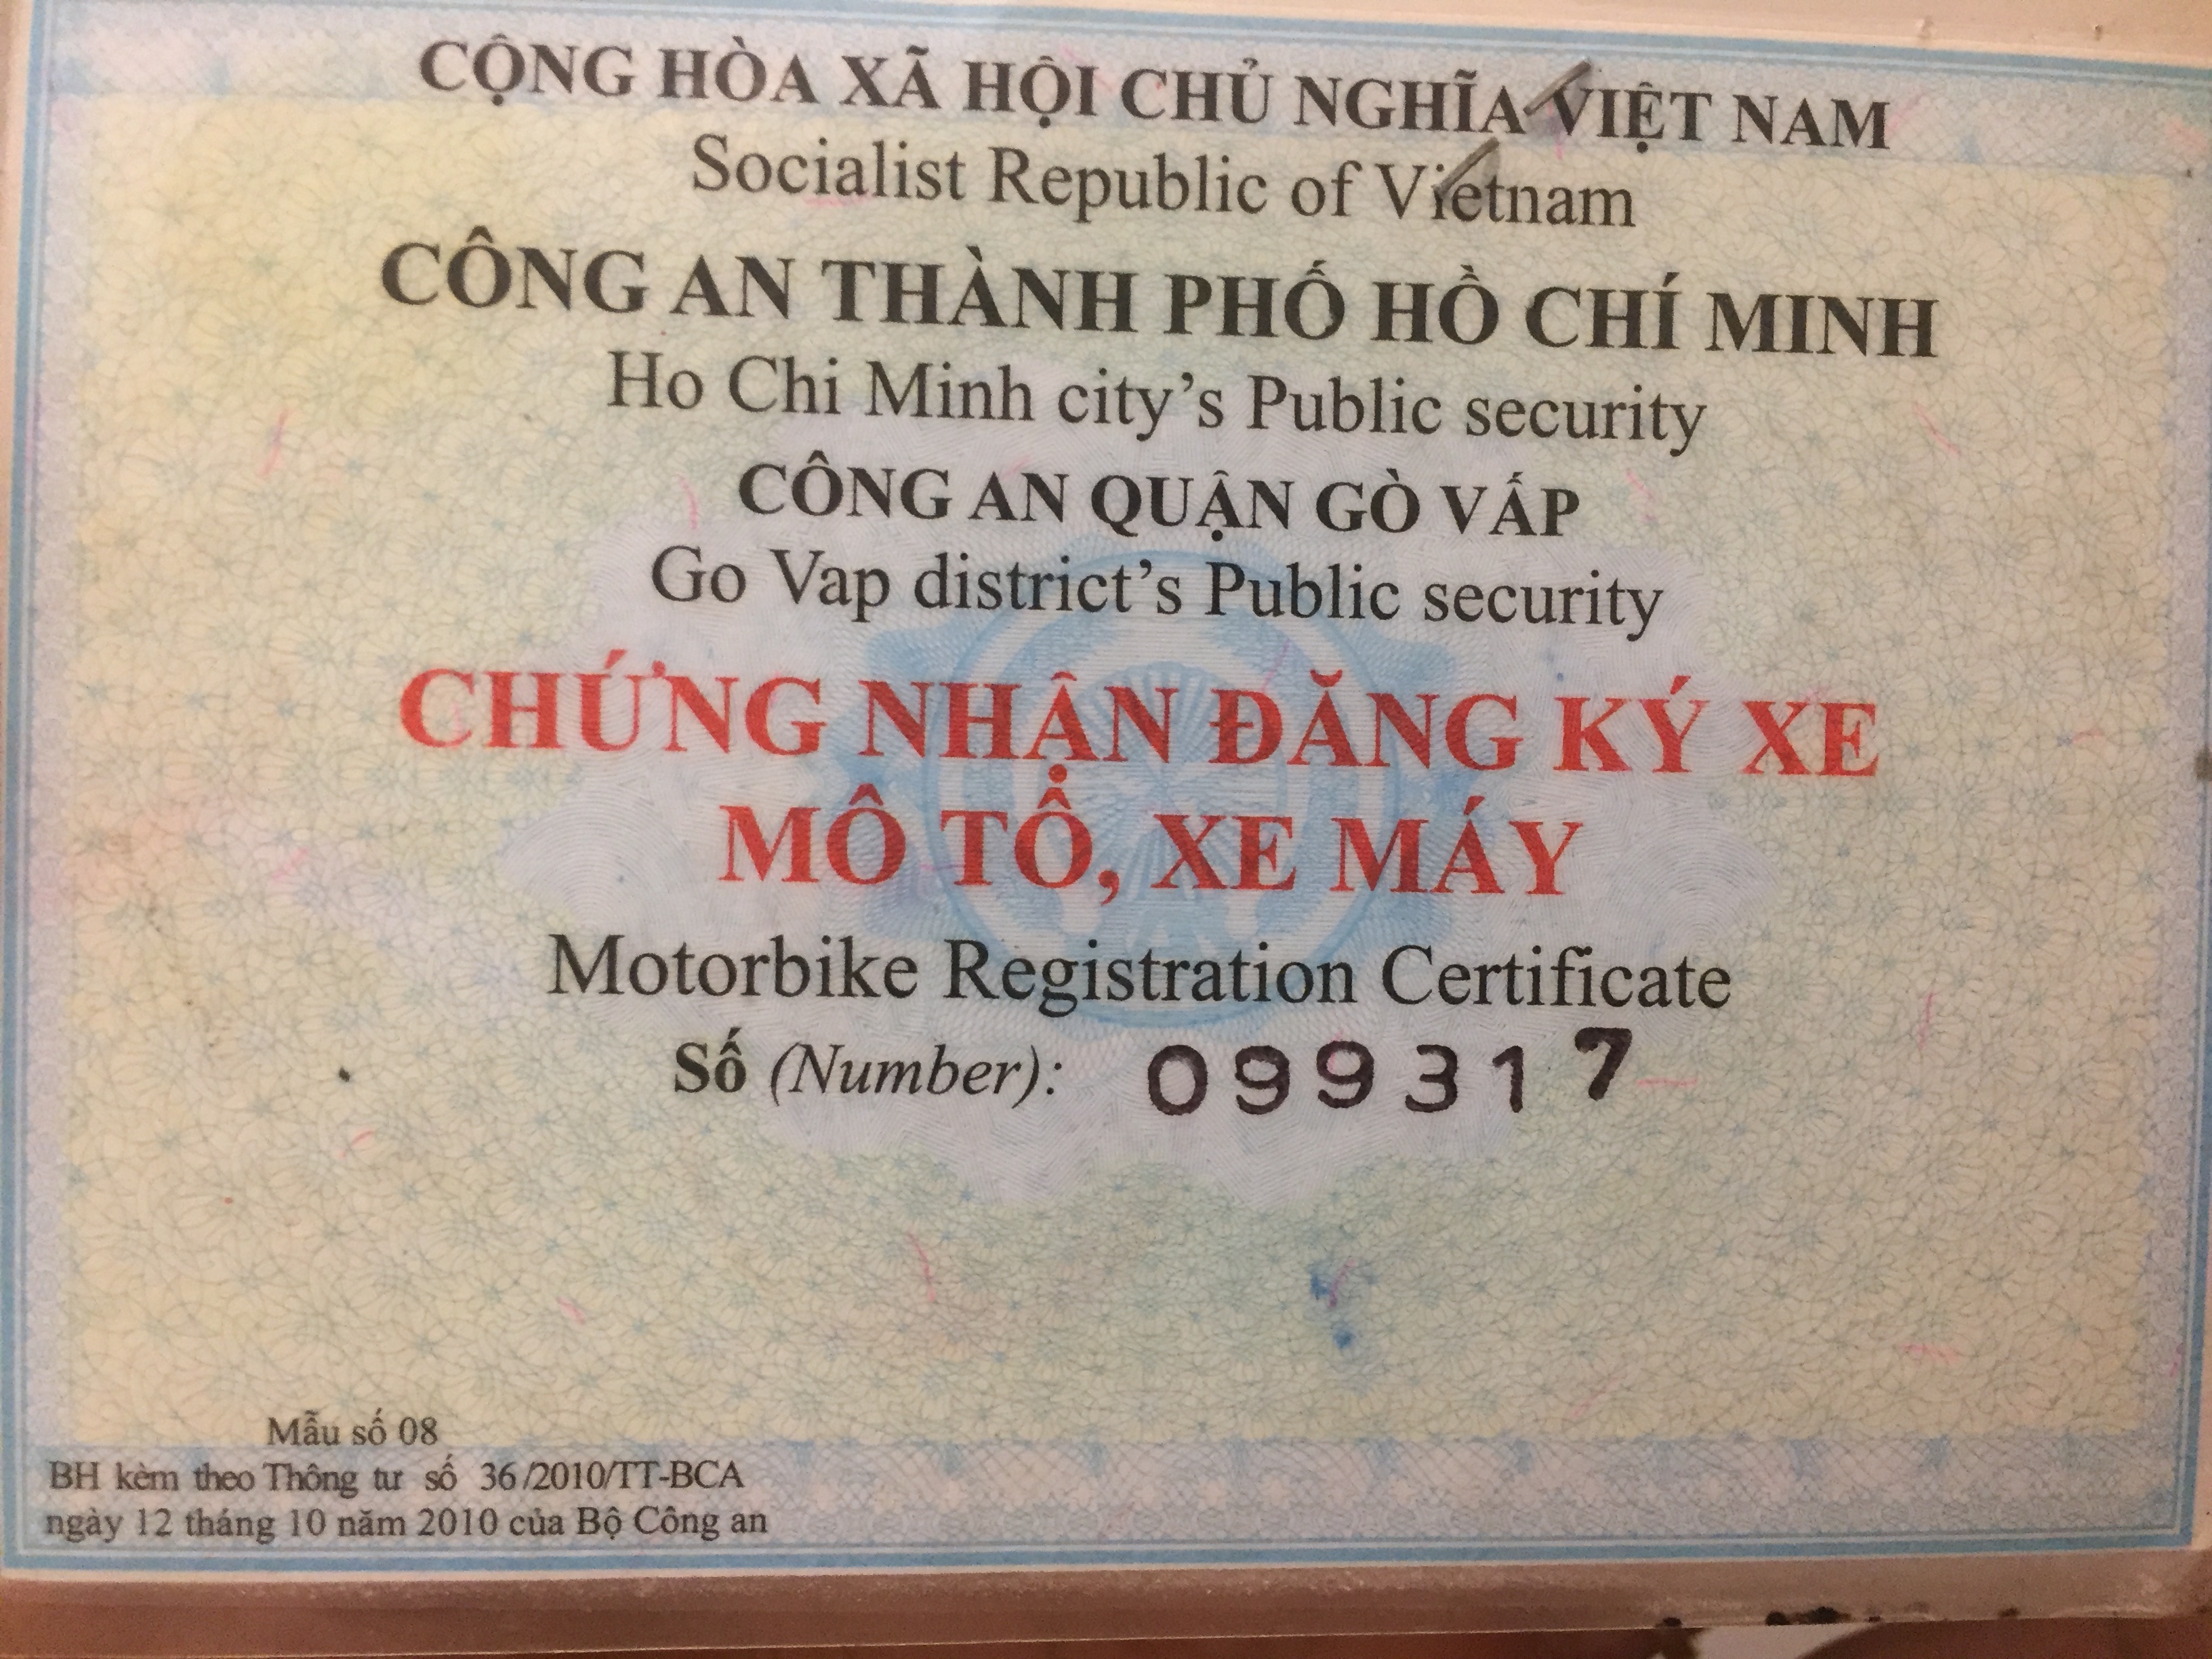 CỘNG HÒA XÃ HỘI CHỦ NGHĨA VIỆT NAM
Socialist Republic of Vietnam
CÔNG AN THÀNH PHỐ HỒ CHÍ MINH
Ho Chi Minh city's Public security
CÔNG AN QUẬN GÒ VẤP
Go Vap district's Public security
CHỨNG NHẬN ĐĂNG KÝ XE
MÔ TÔ, XE MÁY
Motorbike Registration Certificate
Số (Number): 099317
Mẫu số 08
BH kèm theo Thông tư số 36/2010/TT-BCA
ngày 12 tháng 10 năm 2010 của Bộ Công an